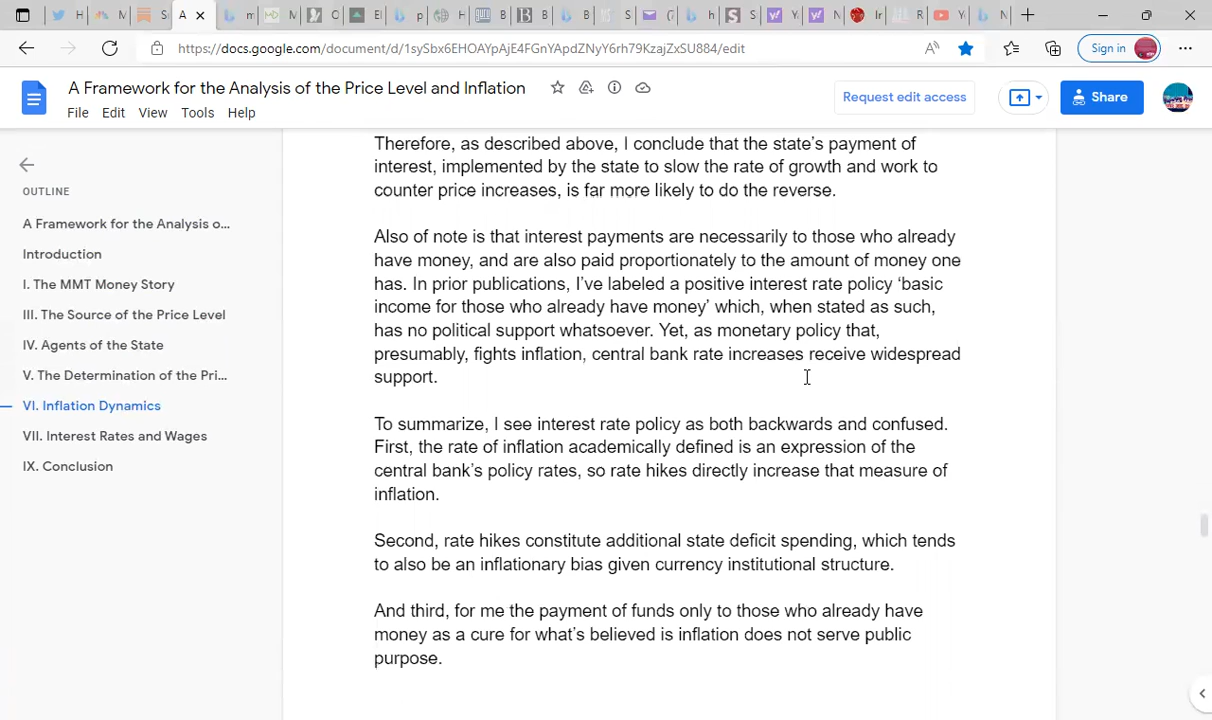 https://docs.google.com/document/d/1sySbx6EHOAYpAjE4FGnYApdZNyY6rh79KzajZxSU884/edit
Sign in
A Framework for the Analysis of the Price Level and Inflation
File Edit View Tools Help
Request edit access
Share
OUTLINE
A Framework for the Analysis o...
Introduction
I. The MMT Money Story
III. The Source of the Price Level
IV. Agents of the State
V. The Determination of the Pri...
VI. Inflation Dynamics
VII. Interest Rates and Wages
IX. Conclusion
Therefore, as described above, I conclude that the state's payment of
interest, implemented by the state to slow the rate of growth and work to
counter price increases, is far more likely to do the reverse.
Also of note is that interest payments are necessarily to those who already
have money, and are also paid proportionately to the amount of money one
has. In prior publications, I've labeled a positive interest rate policy 'basic
income for those who already have money' which, when stated as such,
has no political support whatsoever. Yet, as monetary policy that,
presumably, fights inflation, central bank rate increases receive widespread
support.
To summarize, I see interest rate policy as both backwards and confused.
First, the rate of inflation academically defined is an expression of the
central bank's policy rates, so rate hikes directly increase that measure of
inflation.
Second, rate hikes constitute additional state deficit spending, which tends
to also be an inflationary bias given currency institutional structure.
And third, for me the payment of funds only to those who already have
money as a cure for what's believed is inflation does not serve public
purpose.